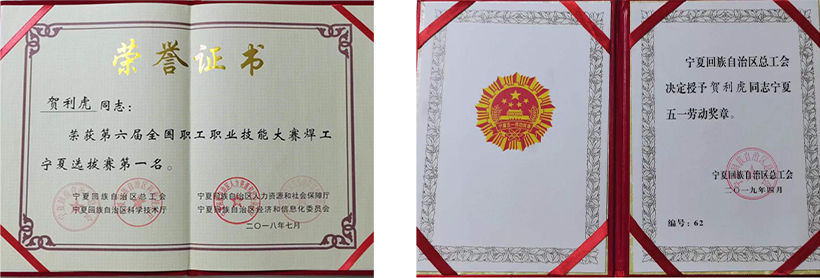 荣誉证书
贺利虎 同志：
荣获第六届全国职工职业技能大赛焊工
宁夏选拔赛第一名。
宁夏回族自治区总工会
宁夏回族自治区人力资源和社会保障厅
宁夏回族自治区科学技术厅
宁夏回族自治区经济和信息化委员会
二〇一八年七月
宁夏回族自治区总工会
决定授予贺利虎同志宁夏
五一劳动奖章。
宁夏回族自治区总工会
二〇一九年四月
编号：62